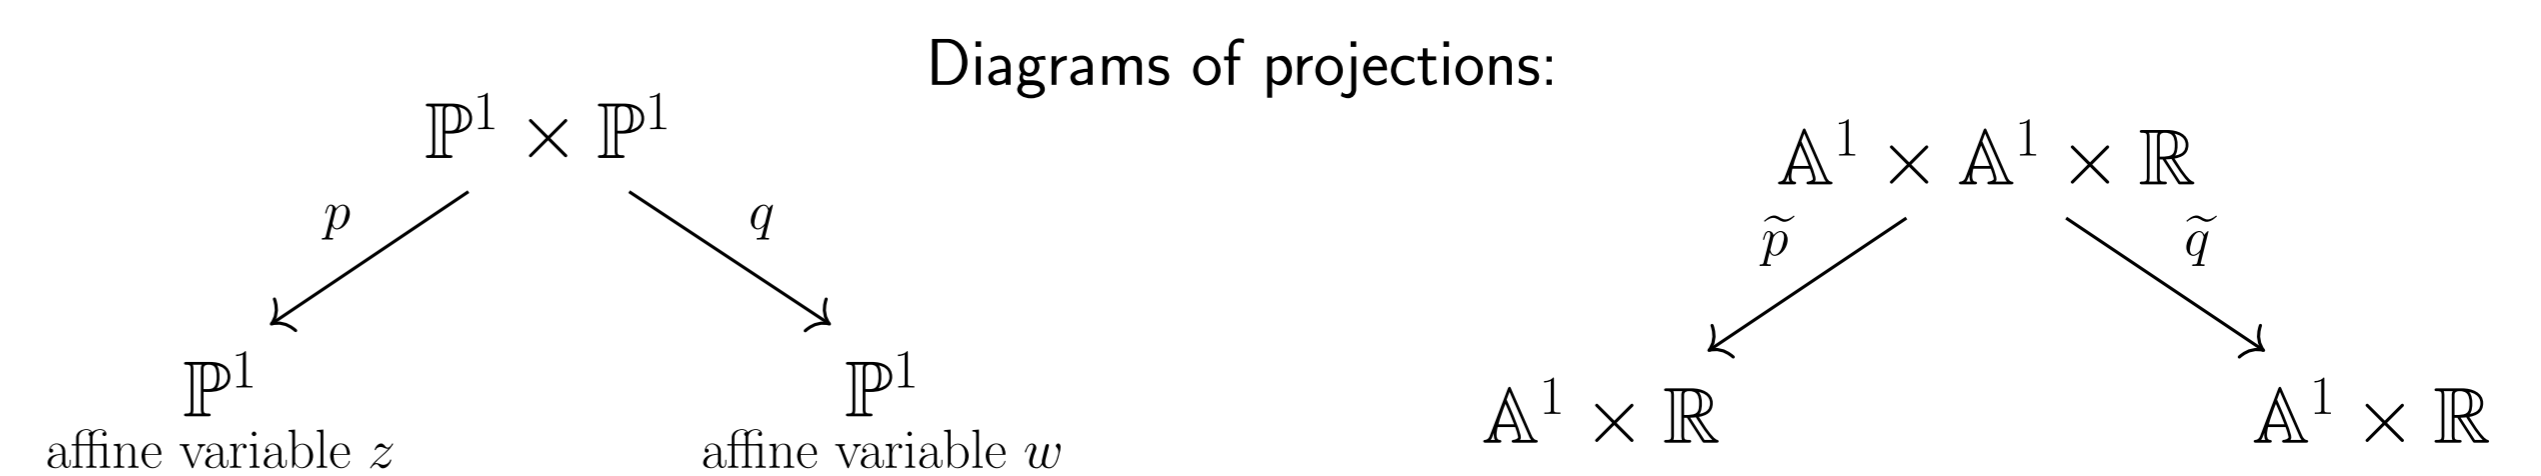 Diagrams of projections:
ℙ¹ × ℙ¹
𝔸¹ × 𝔸¹ × ℝ
p
q
p̃
q̃
ℙ¹
affine variable z
ℙ¹
affine variable w
𝔸¹ × ℝ
𝔸¹ × ℝ